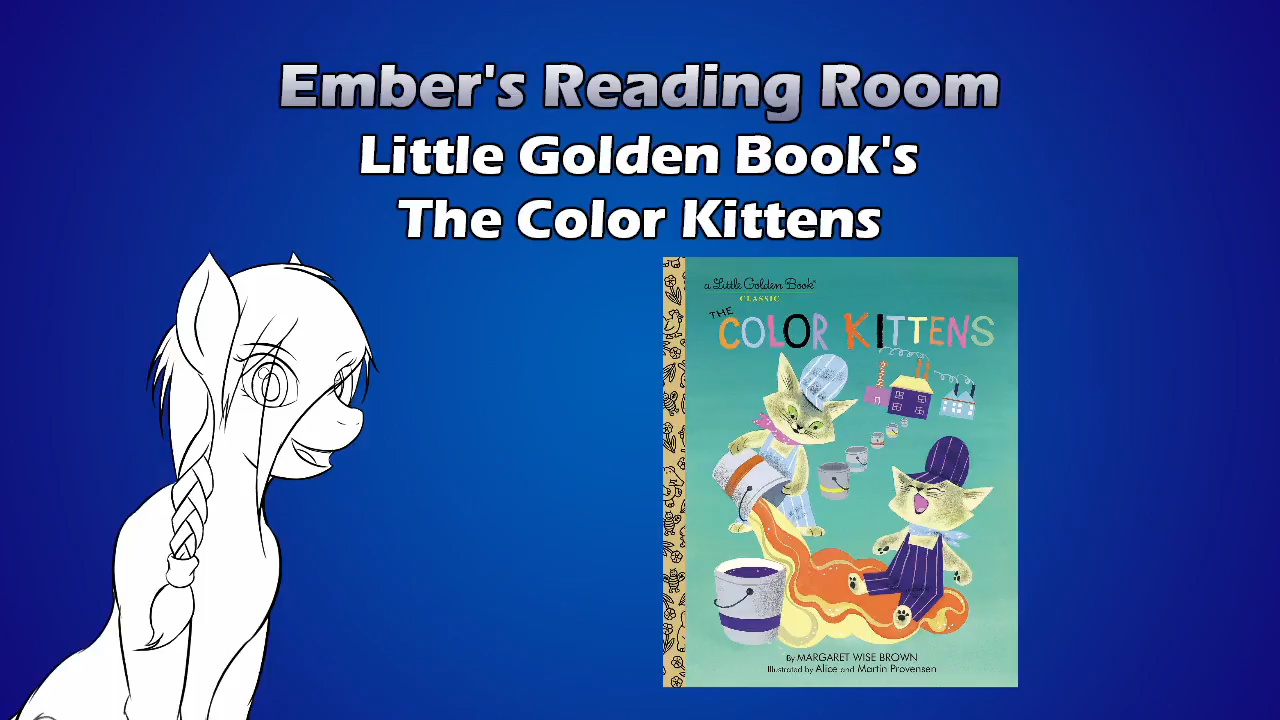 Ember's Reading Room
Little Golden Book's
The Color Kittens
a Little Golden Book
CLASSIC
THE
COLOR KITTENS
By MARGARET WISE BROWN
Illustrated by Alice and Martin Provensen